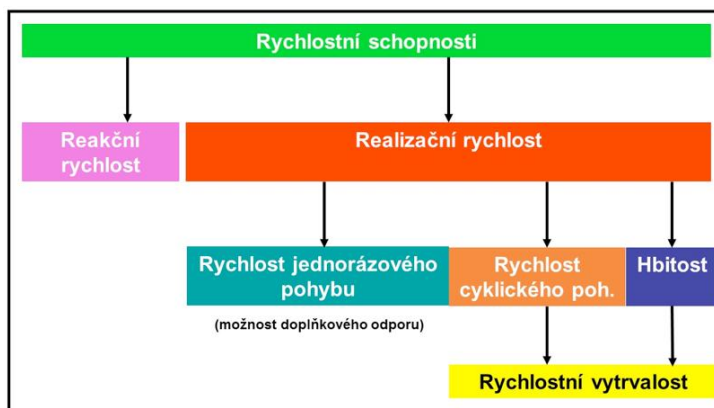 Rychlostní schopnosti
Reakční
rychlost
Realizační rychlost
Rychlost jednorázového
pohybu
(možnost doplňkového odporu)
Rychlost
cyklického poh.
Hbitost
Rychlostní vytrvalost